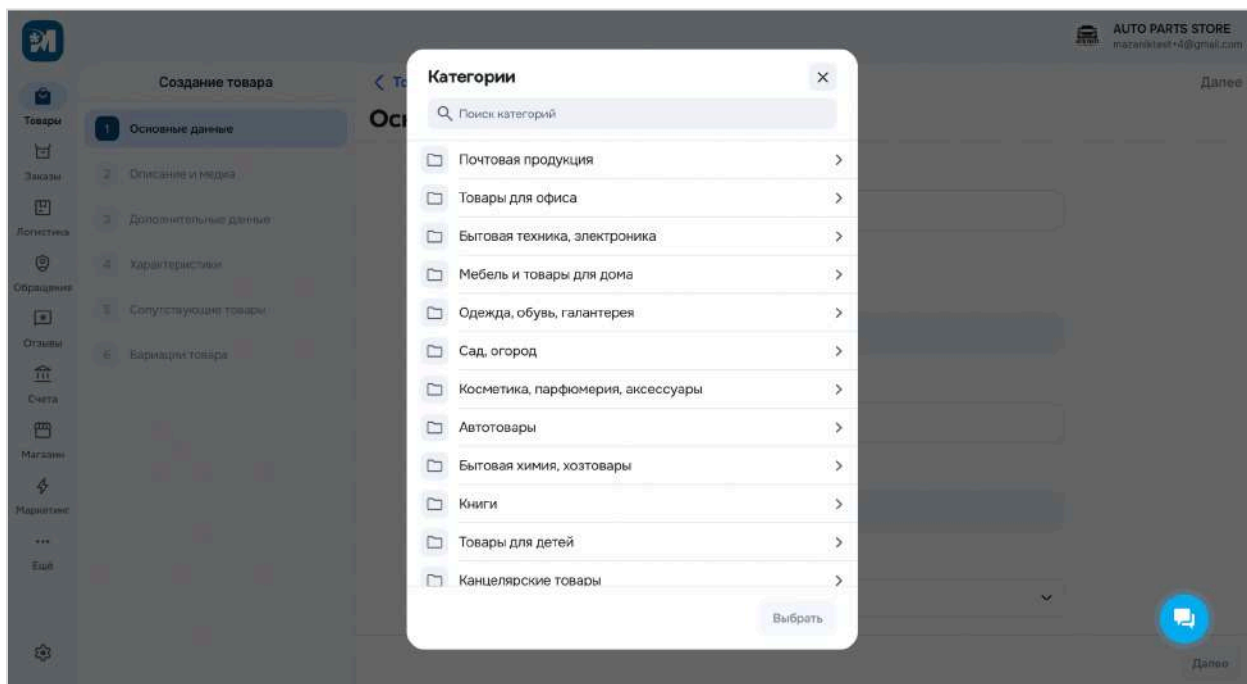 AUTO PARTS STORE
Создание товара
Далее
Товары
1 Основные данные
Заказы
2 Описание и медиа
Логистика
3 Дополнительные данные
Обращения
4 Характеристики
Отзывы
5 Сопутствующие товары
Счета
6 Вариации товара
Магазин
Маркетинг
Ещё
Категории
Поиск категорий
Почтовая продукция
Товары для офиса
Бытовая техника, электроника
Мебель и товары для дома
Одежда, обувь, галантерея
Сад, огород
Косметика, парфюмерия, аксессуары
Автотовары
Бытовая химия, хозтовары
Книги
Товары для детей
Канцелярские товары
Выбрать
Далее